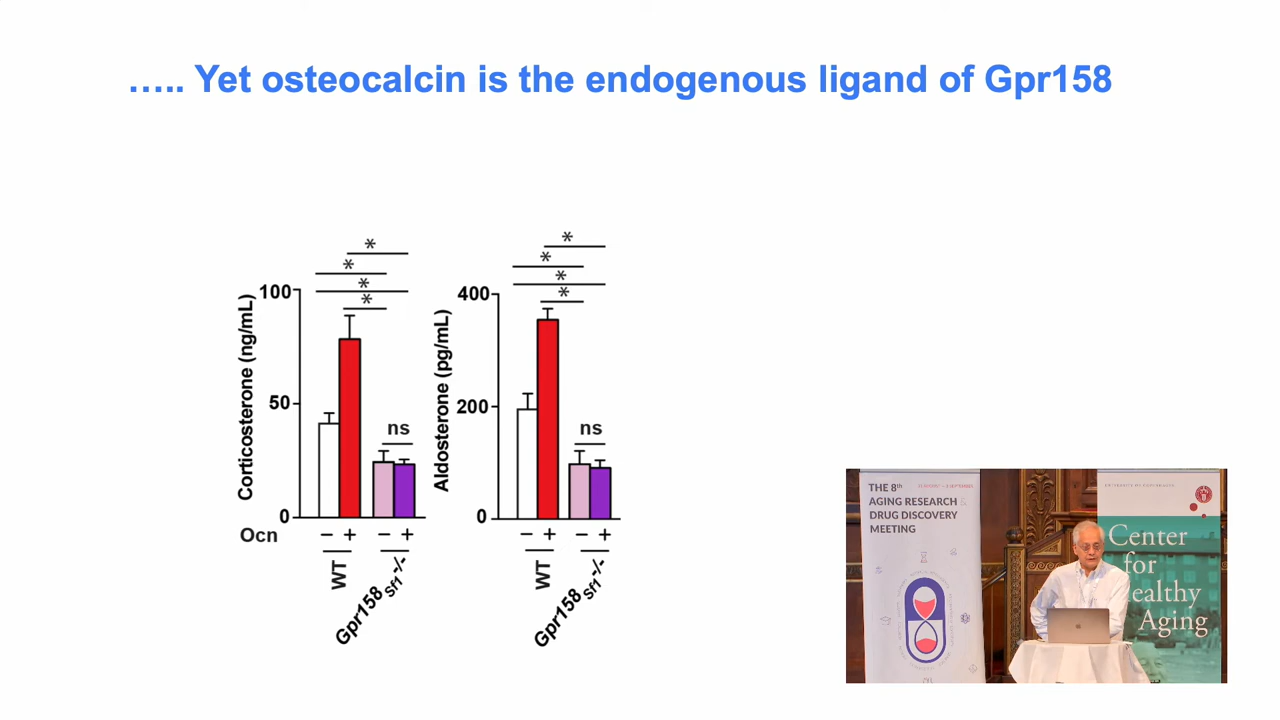 ….. Yet osteocalcin is the endogenous ligand of Gpr158
Corticosterone (ng/mL)
100
50
0
*
*
*
*
ns
Ocn
− + − +
WT
Gpr158 Sf1 -/-
Aldosterone (pg/mL)
400
200
0
*
*
*
*
ns
− + − +
WT
Gpr158 Sf1 -/-
THE 8th
AGING RESEARCH
DRUG DISCOVERY
MEETING
Center
for
ealthy
Aging